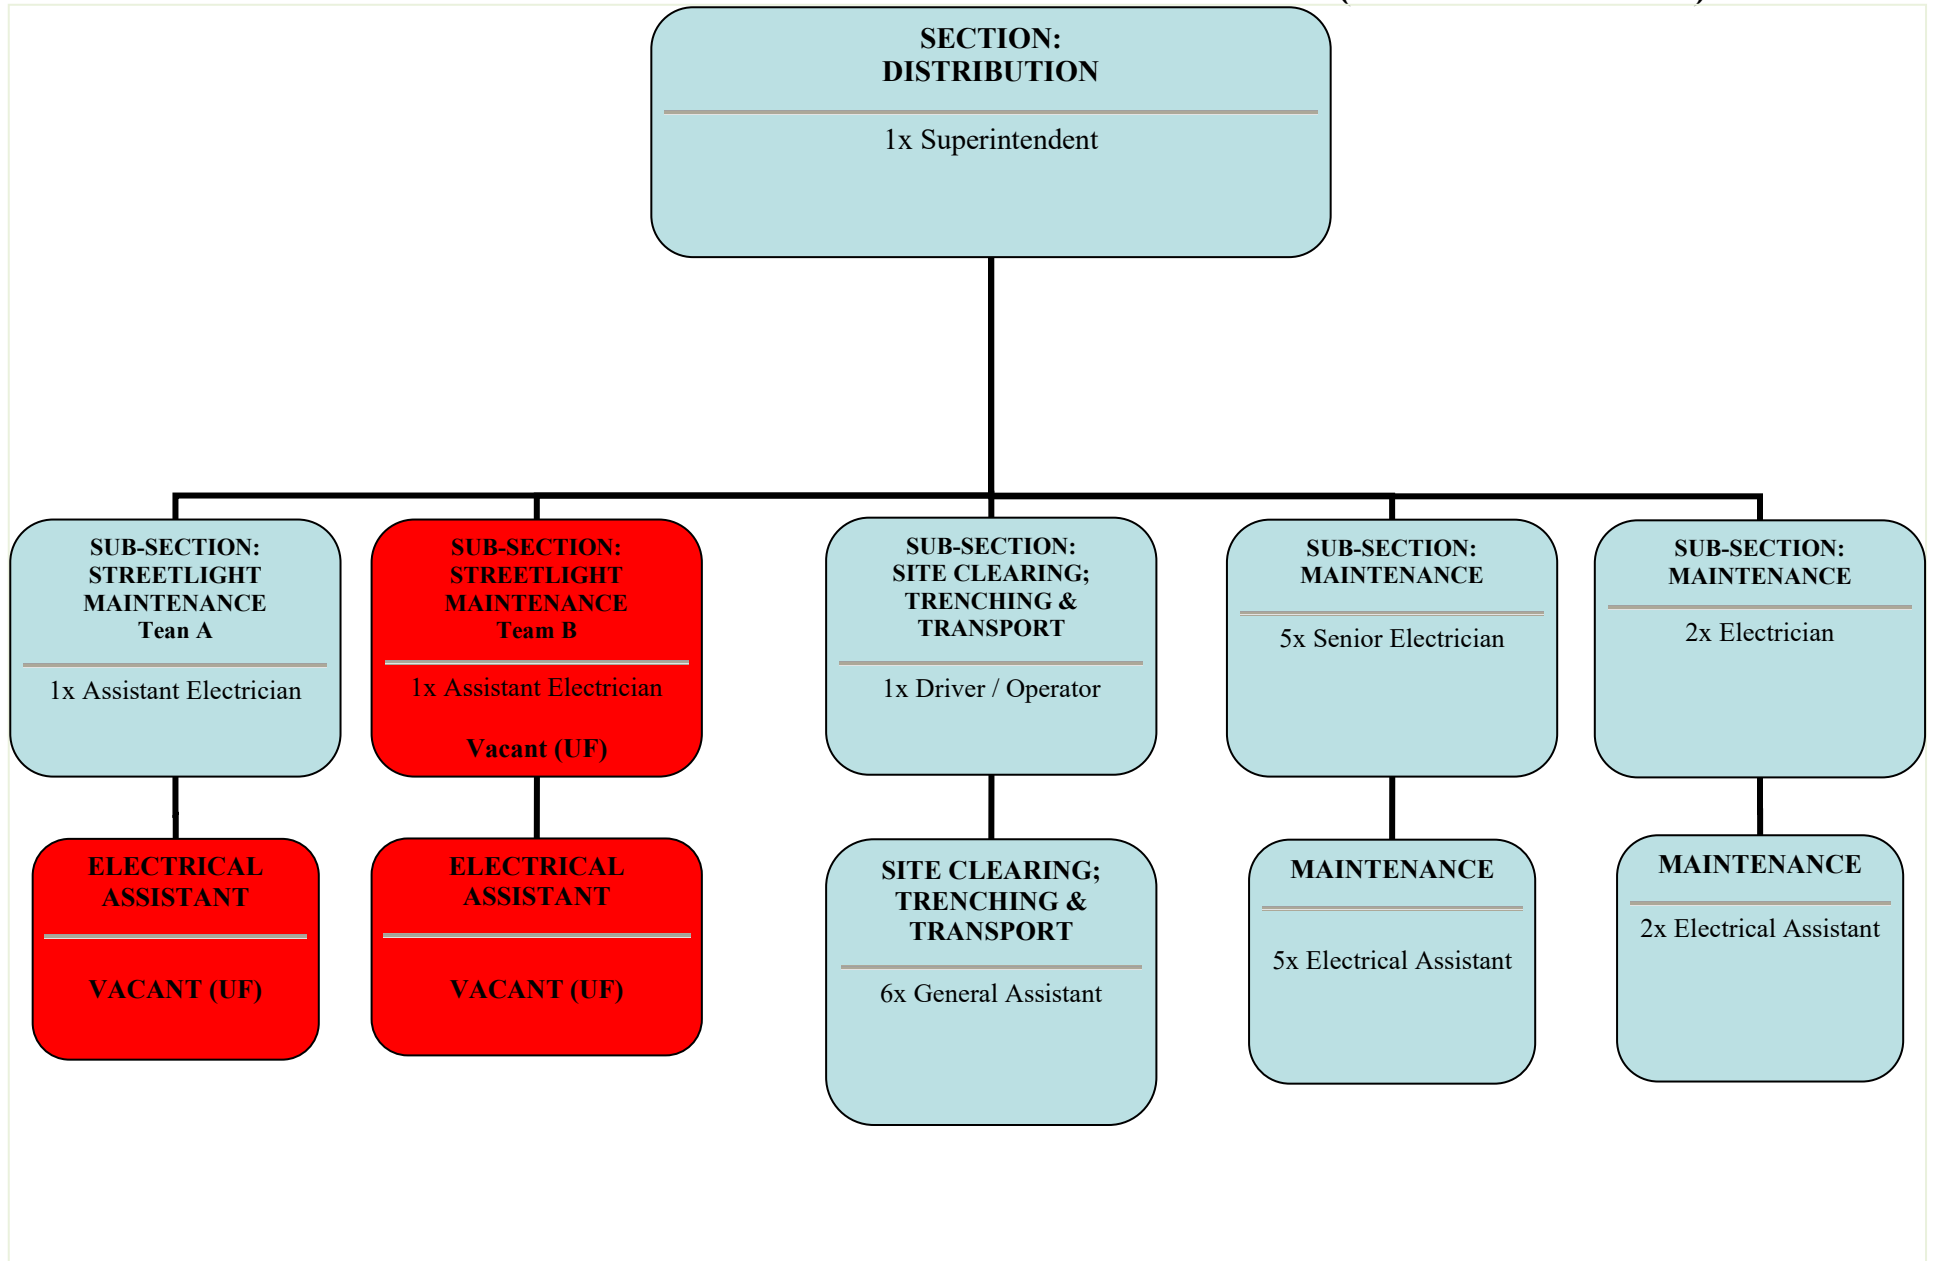 SECTION:
DISTRIBUTION
1x Superintendent
SUB-SECTION:
STREETLIGHT
MAINTENANCE
Tean A
1x Assistant Electrician
SUB-SECTION:
STREETLIGHT
MAINTENANCE
Team B
1x Assistant Electrician
Vacant (UF)
SUB-SECTION:
SITE CLEARING;
TRENCHING &
TRANSPORT
1x Driver / Operator
SUB-SECTION:
MAINTENANCE
5x Senior Electrician
SUB-SECTION:
MAINTENANCE
2x Electrician
ELECTRICAL
ASSISTANT
VACANT (UF)
ELECTRICAL
ASSISTANT
VACANT (UF)
SITE CLEARING;
TRENCHING &
TRANSPORT
6x General Assistant
MAINTENANCE
5x Electrical Assistant
MAINTENANCE
2x Electrical Assistant